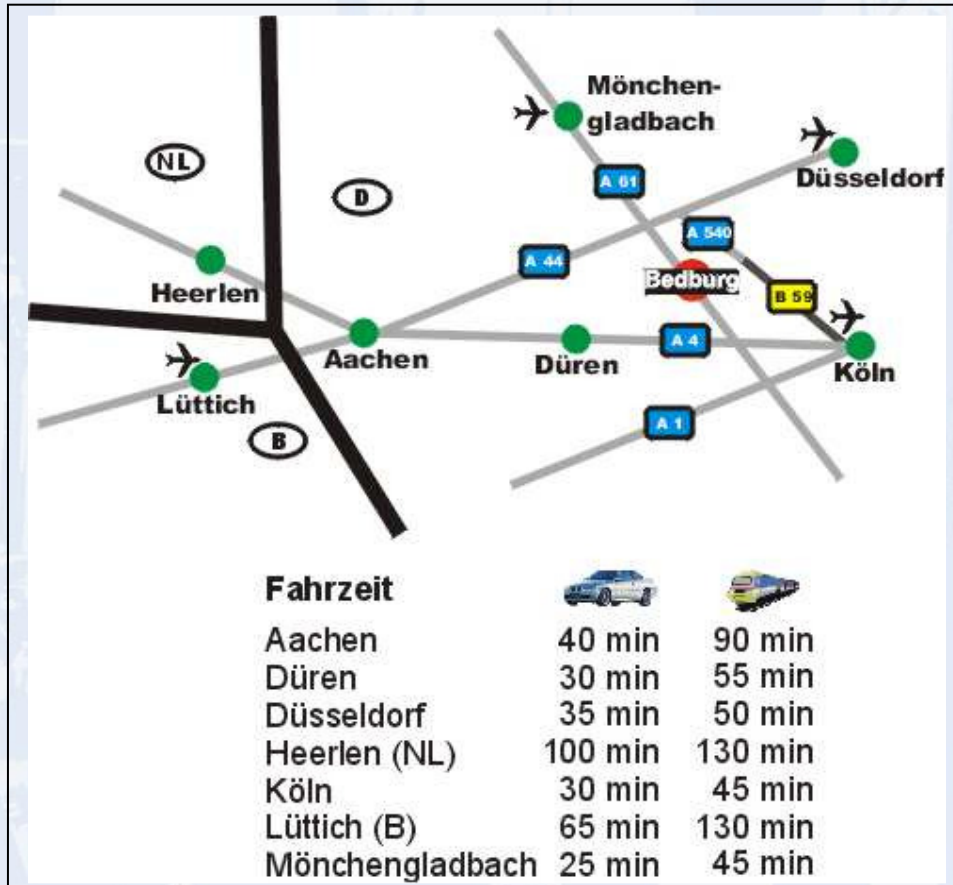 Mönchen-
gladbach
NL
D
A 61
Düsseldorf
A 540
A 44
Heerlen
Bedburg
B 59
Aachen
Düren
A 4
Köln
Lüttich
B
A 1
Fahrzeit
Aachen 40 min 90 min
Düren 30 min 55 min
Düsseldorf 35 min 50 min
Heerlen (NL) 100 min 130 min
Köln 30 min 45 min
Lüttich (B) 65 min 130 min
Mönchengladbach 25 min 45 min